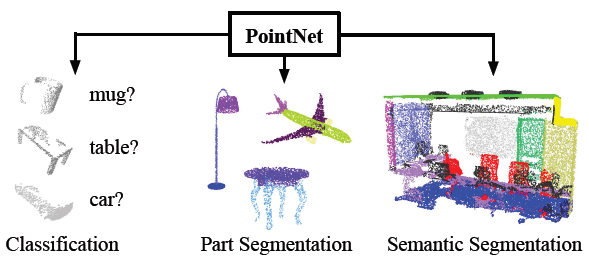 PointNet
mug?
table?
car?
Classification
Part Segmentation
Semantic Segmentation